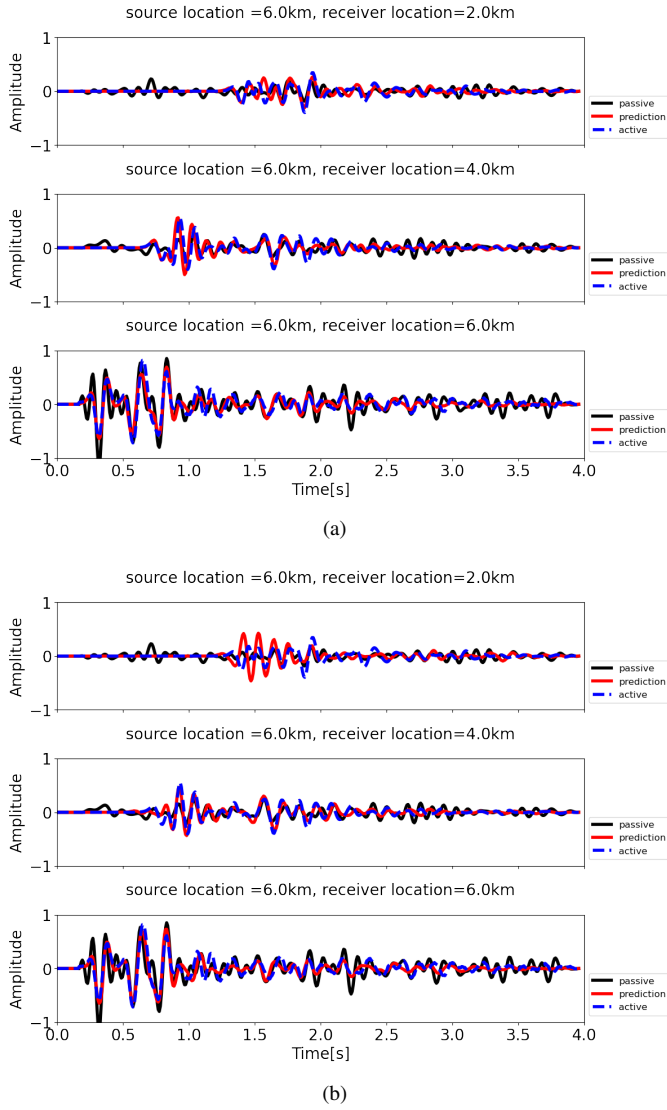 source location =6.0km, receiver location=2.0km
1
0
−1
Amplitude
passive
prediction
active
source location =6.0km, receiver location=4.0km
1
0
−1
Amplitude
passive
prediction
active
source location =6.0km, receiver location=6.0km
1
0
−1
Amplitude
passive
prediction
active
0.0 0.5 1.0 1.5 2.0 2.5 3.0 3.5 4.0
Time[s]
(a)
source location =6.0km, receiver location=2.0km
1
0
−1
Amplitude
passive
prediction
active
source location =6.0km, receiver location=4.0km
1
0
−1
Amplitude
passive
prediction
active
source location =6.0km, receiver location=6.0km
1
0
−1
Amplitude
passive
prediction
active
0.0 0.5 1.0 1.5 2.0 2.5 3.0 3.5 4.0
Time[s]
(b)